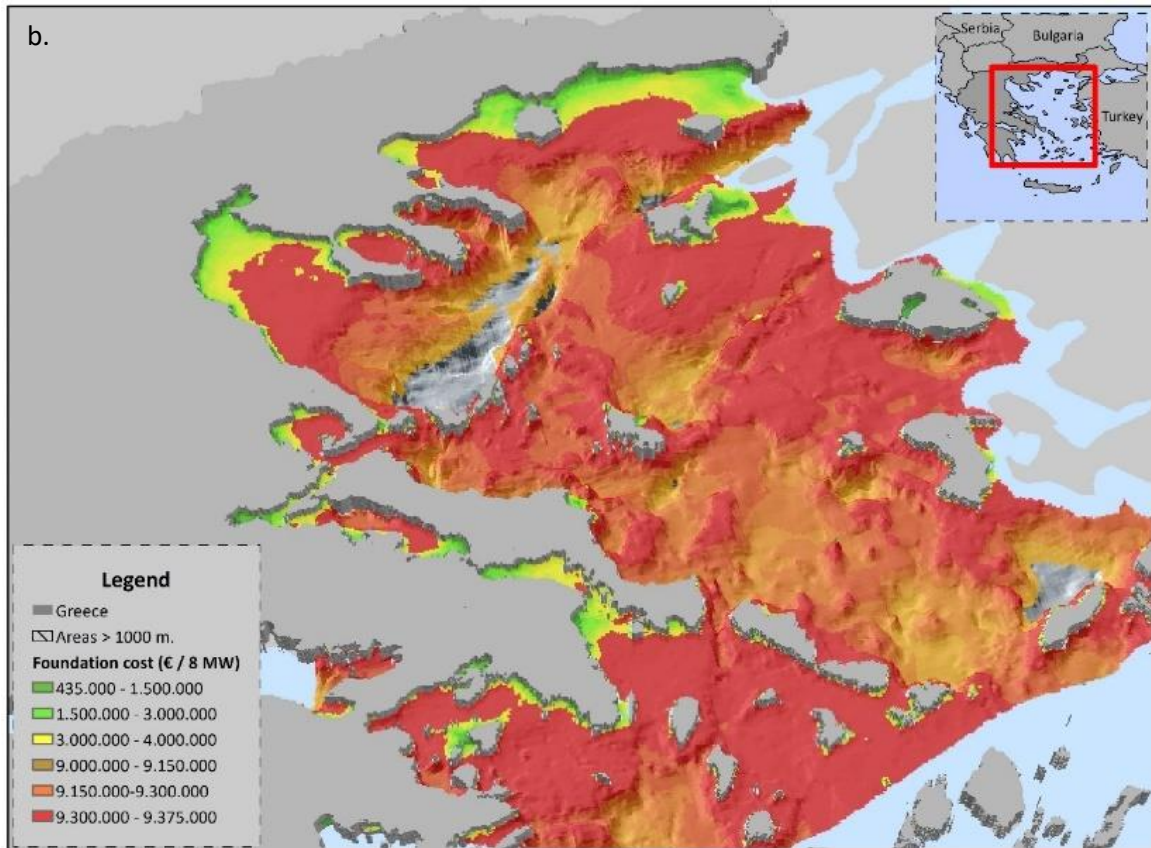 b.
Serbia
Bulgaria
Turkey
Legend
Greece
Areas > 1000 m.
Foundation cost (€ / 8 MW)
435.000 - 1.500.000
1.500.000 - 3.000.000
3.000.000 - 4.000.000
9.000.000 - 9.150.000
9.150.000-9.300.000
9.300.000 - 9.375.000